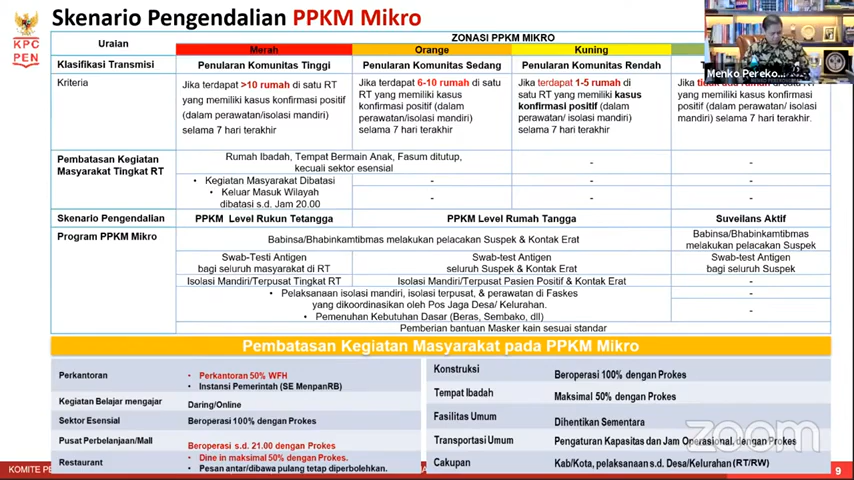 Skenario Pengendalian PPKM Mikro
KPC
PEN
Uraian
ZONASI PPKM MIKRO
Merah
Orange
Kuning
Klasifikasi Transmisi
Penularan Komunitas Tinggi
Penularan Komunitas Sedang
Penularan Komunitas Rendah
Menko Pereko...
Kriteria
Jika terdapat >10 rumah di satu RT
yang memiliki kasus konfirmasi positif
(dalam perawatan/isolasi mandiri)
selama 7 hari terakhir
Jika terdapat 6-10 rumah di satu
RT yang memiliki kasus
konfirmasi positif (dalam
perawatan/isolasi mandiri)
selama 7 hari terakhir
Jika terdapat 1-5 rumah di
satu RT yang memiliki kasus
konfirmasi positif (dalam
perawatan/ isolasi mandiri)
selama 7 hari terakhir
RT yang memiliki kasus konfirmasi
positif (dalam perawatan/ isolasi
mandiri) selama 7 hari terakhir.
Pembatasan Kegiatan
Masyarakat Tingkat RT
Rumah Ibadah, Tempat Bermain Anak, Fasum ditutup,
kecuali sektor esensial
-
-
• Kegiatan Masyarakat Dibatasi
-
-
-
• Keluar Masuk Wilayah
dibatasi s.d. Jam 20.00
-
-
-
Skenario Pengendalian
PPKM Level Rukun Tetangga
PPKM Level Rumah Tangga
Suveilans Aktif
Program PPKM Mikro
Babinsa/Bhabinkamtibmas melakukan pelacakan Suspek & Kontak Erat
Babinsa/Bhabinkamtibmas
melakukan pelacakan Suspek
Swab-Testi Antigen
bagi seluruh masyarakat di RT
Swab-test Antigen
seluruh Suspek & Kontak Erat
Swab-test Antigen
bagi seluruh Suspek
Isolasi Mandiri/Terpusat Tingkat RT
Isolasi Mandiri/Terpusat Pasien Positif & Kontak Erat
-
• Pelaksanaan isolasi mandiri, isolasi terpusat, & perawatan di Faskes
yang dikoordinasikan oleh Pos Jaga Desa/ Kelurahan.
-
• Pemenuhan Kebutuhan Dasar (Beras, Sembako, dll)
-
Pemberian bantuan Masker kain sesuai standar
Pembatasan Kegiatan Masyarakat pada PPKM Mikro
Perkantoran
• Perkantoran 50% WFH
• Instansi Pemerintah (SE MenpanRB)
Kegiatan Belajar mengajar
Daring/Online
Sektor Esensial
Beroperasi 100% dengan Prokes
Pusat Perbelanjaan/Mall
Beroperasi s.d. 21.00 dengan Prokes
Restaurant
• Dine in maksimal 50% dengan Prokes.
• Pesan antar/dibawa pulang tetap diperbolehkan.
Konstruksi
Beroperasi 100% dengan Prokes
Tempat Ibadah
Maksimal 50% dengan Prokes
Fasilitas Umum
Dihentikan Sementara
Transportasi Umum
Pengaturan Kapasitas dan Jam Operasional, dengan Prokes
Cakupan
Kab/Kota, pelaksanaan s.d. Desa/Kelurahan (RT/RW)
zoom
KOMITE PE
9